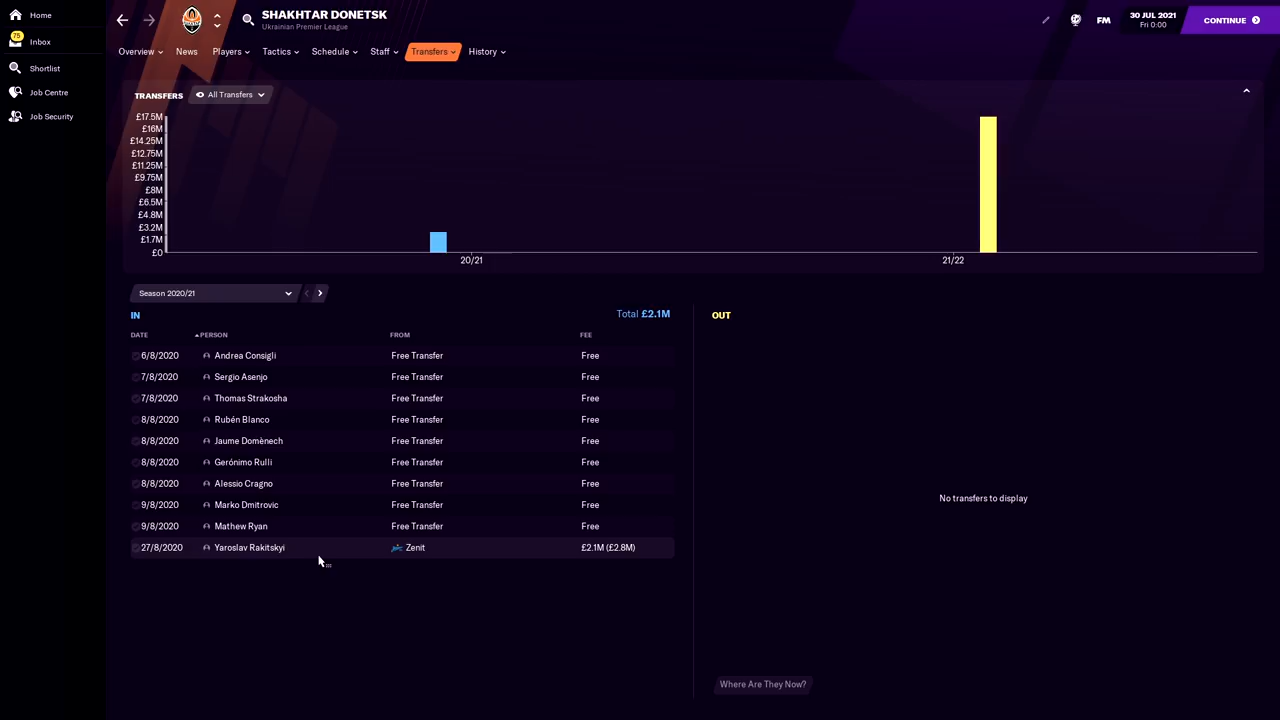 Home
75
Inbox
Shortlist
Job Centre
Job Security
SHAKHTAR DONETSK
Ukrainian Premier League
FM
30 JUL 2021
Fri 0:00
CONTINUE
Overview
News
Players
Tactics
Schedule
Staff
Transfers
History
TRANSFERS
All Transfers
£17.5M
£16M
£14.25M
£12.75M
£11.25M
£9.75M
£8M
£6.5M
£4.8M
£3.2M
£1.7M
£0
20/21
21/22
Season 2020/21
IN
Total £2.1M
DATE PERSON FROM FEE
6/8/2020 Andrea Consigli Free Transfer Free
7/8/2020 Sergio Asenjo Free Transfer Free
7/8/2020 Thomas Strakosha Free Transfer Free
8/8/2020 Rubén Blanco Free Transfer Free
8/8/2020 Jaume Domènech Free Transfer Free
8/8/2020 Gerónimo Rulli Free Transfer Free
8/8/2020 Alessio Cragno Free Transfer Free
9/8/2020 Marko Dmitrovic Free Transfer Free
9/8/2020 Mathew Ryan Free Transfer Free
27/8/2020 Yaroslav Rakitskyi Zenit £2.1M (£2.8M)
OUT
No transfers to display
Where Are They Now?